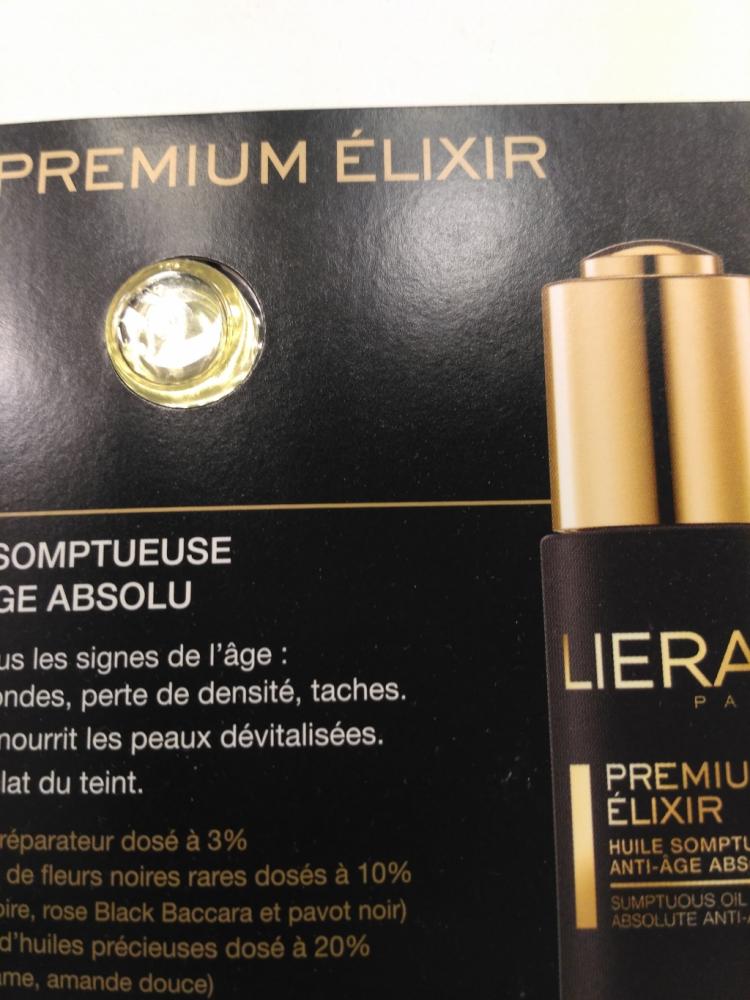 PREMIUM ÉLIXIR
SOMPTUEUSE
GE ABSOLU
us les signes de l'âge :
ondes, perte de densité, taches.
nourrit les peaux dévitalisées.
lat du teint.
réparateur dosé à 3%
de fleurs noires rares dosés à 10%
oire, rose Black Baccara et pavot noir)
d'huiles précieuses dosé à 20%
ame, amande douce)
LIERA
PA
PREMIU
ÉLIXIR
HUILE SOMPTU
ANTI-ÂGE ABS
SUMPTUOUS OIL
ABSOLUTE ANTI-A